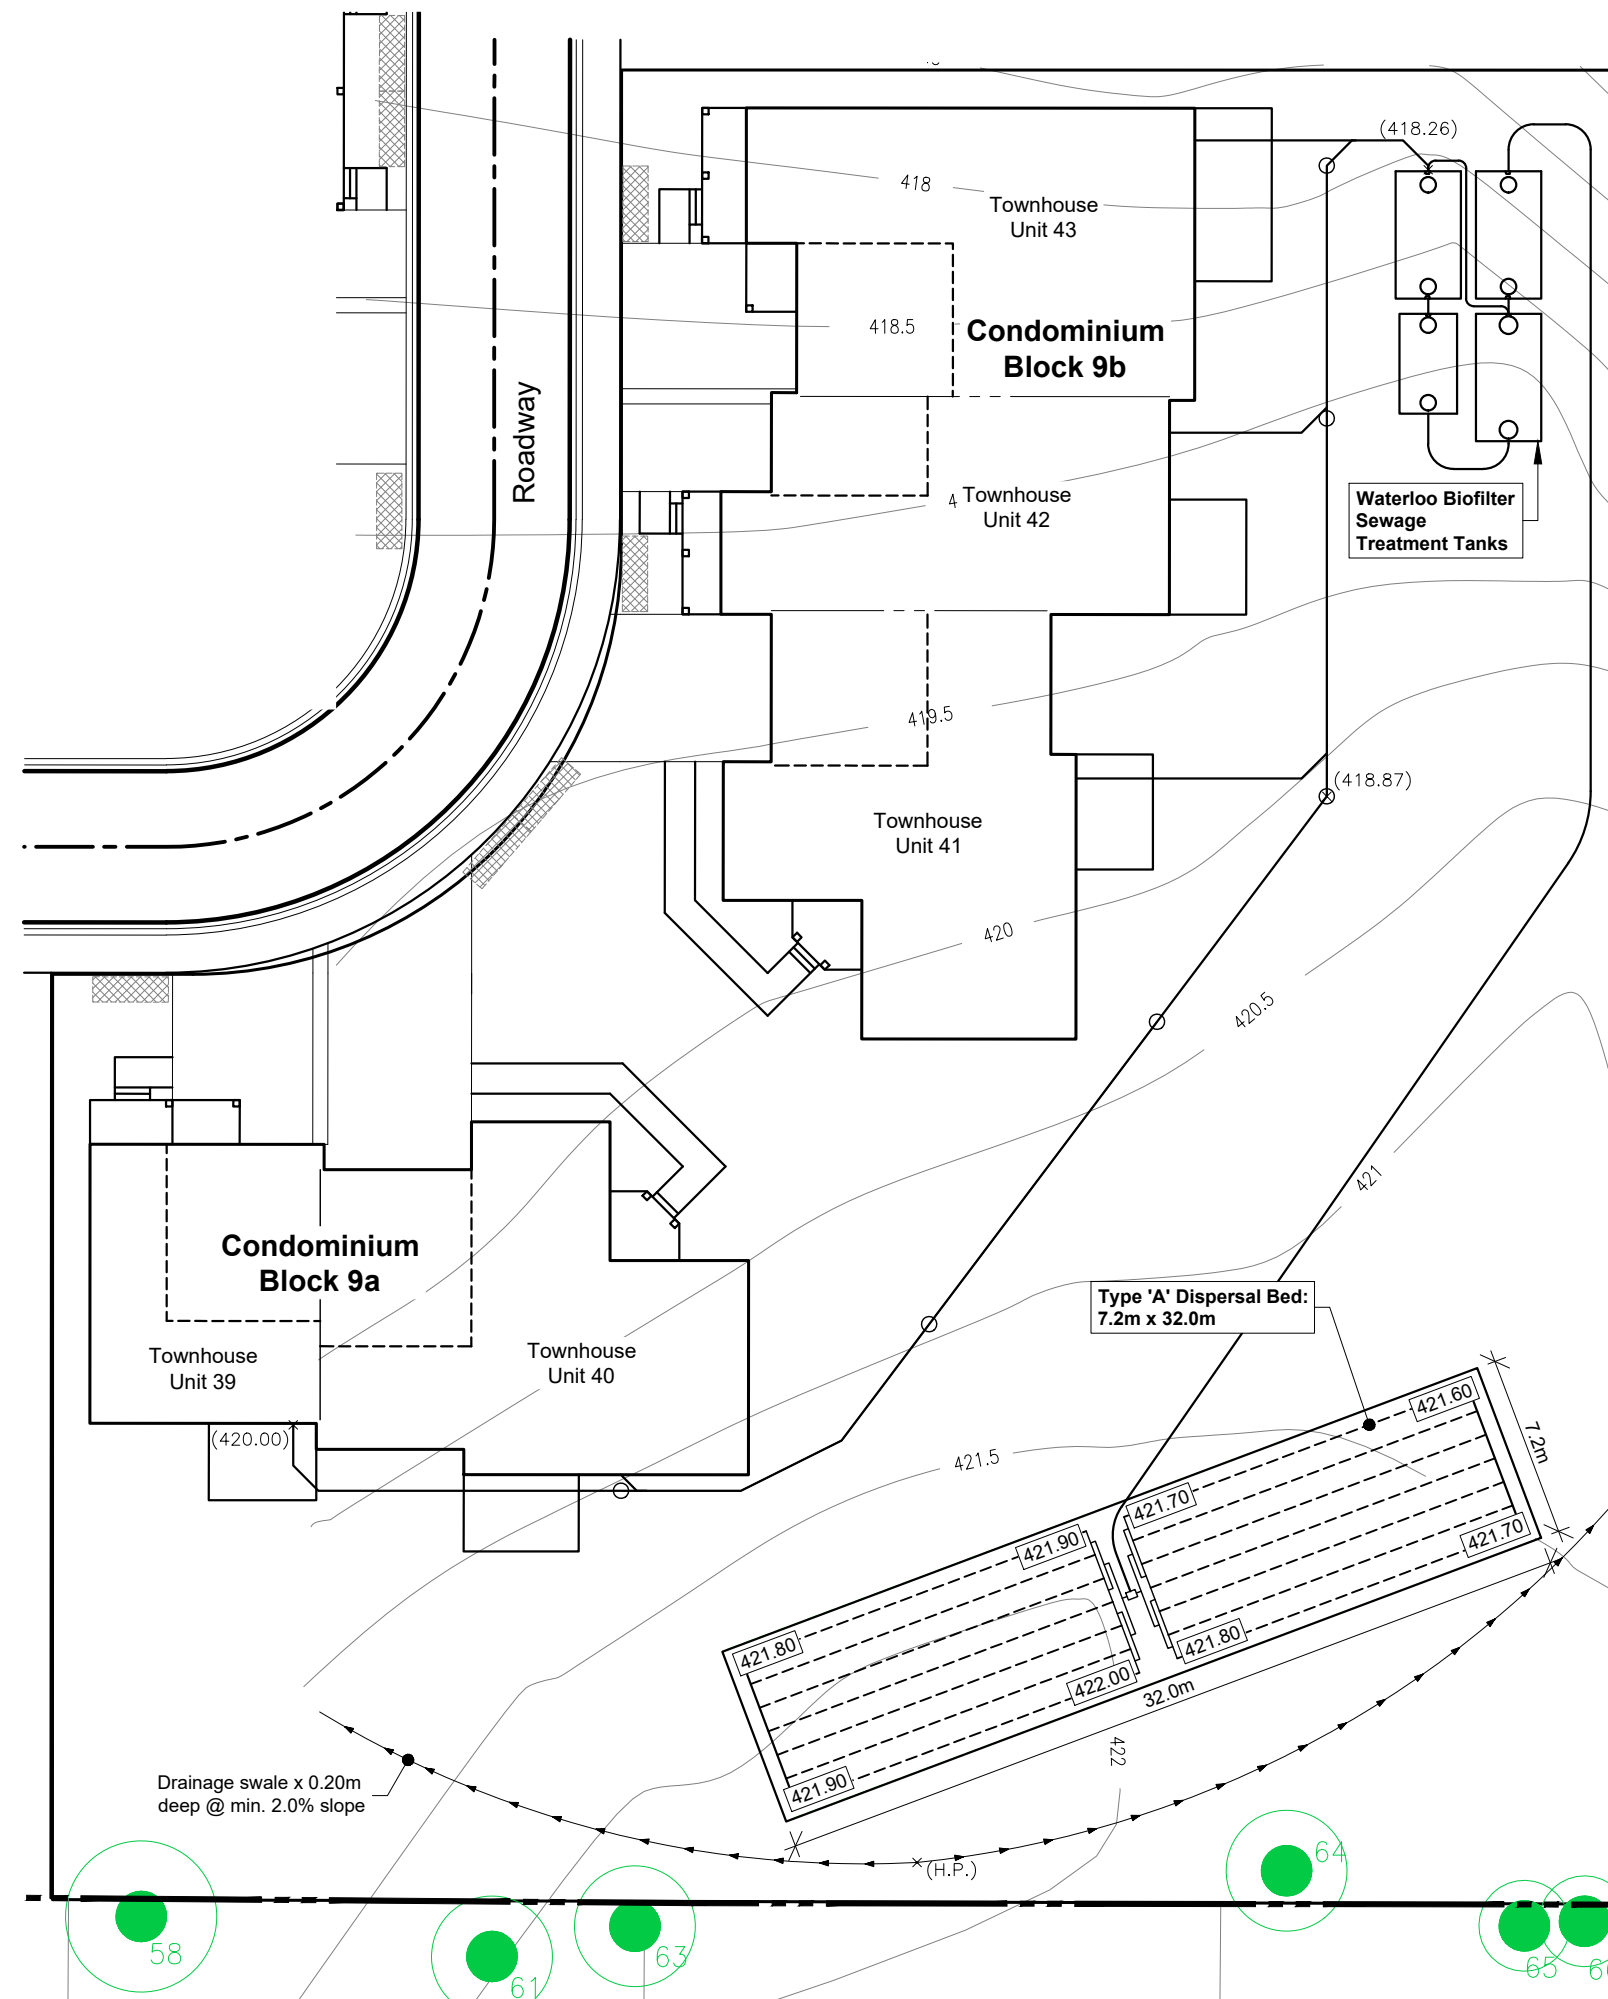 (418.26)
418
Townhouse
Unit 43
418.5
Condominium
Block 9b
Roadway
Townhouse
Unit 42
4
Waterloo Biofilter
Sewage
Treatment Tanks
419.5
(418.87)
Townhouse
Unit 41
420
420.5
421
Condominium
Block 9a
Type 'A' Dispersal Bed:
7.2m x 32.0m
Townhouse
Unit 39
Townhouse
Unit 40
421.60
(420.00)
7.2m
421.5
421.70
421.70
421.90
421.80
421.80
422.00
32.0m
421.90
422
Drainage swale x 0.20m
deep @ min. 2.0% slope
(H.P.)
64
58
61
63
65